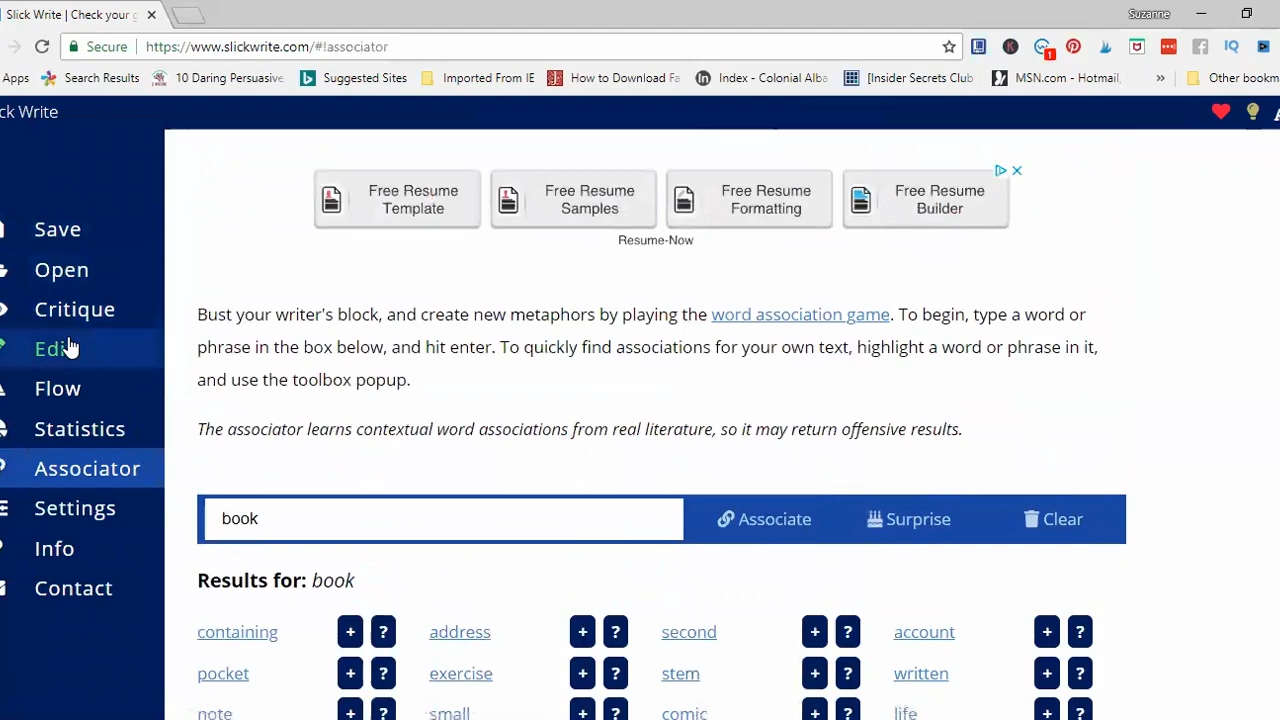 Slick Write | Check your g
Suzanne
Secure https://www.slickwrite.com/#!associator
Apps Search Results 10 Daring Persuasive Suggested Sites Imported From IE How to Download Fa Index - Colonial Alba [Insider Secrets Club MSN.com - Hotmail, » Other bookm
ck Write
Free Resume Template
Free Resume Samples
Free Resume Formatting
Free Resume Builder
Resume-Now
Save
Open
Critique
Flow
Statistics
Associator
Settings
Info
Contact
Bust your writer's block, and create new metaphors by playing the word association game. To begin, type a word or
phrase in the box below, and hit enter. To quickly find associations for your own text, highlight a word or phrase in it,
and use the toolbox popup.
The associator learns contextual word associations from real literature, so it may return offensive results.
book Associate Surprise Clear
Results for: book
containing + ? address + ? second + ? account + ?
pocket + ? exercise + ? stem + ? written + ?
note small comic life